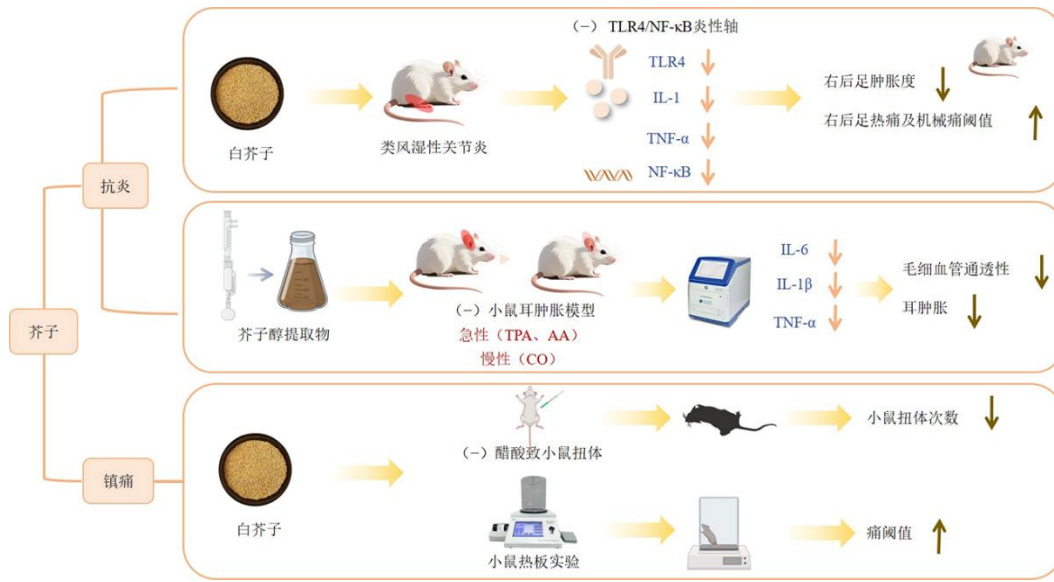 (-) TLR4/NF-κB炎性轴
TLR4
IL-1
TNF-α
NF-κB
白芥子
类风湿性关节炎
右后足肿胀度
右后足热痛及机械痛阈值
抗炎
芥子醇提取物
(-) 小鼠耳肿胀模型
急性（TPA、AA）
慢性（CO）
IL-6
IL-1β
TNF-α
毛细血管通透性
耳肿胀
芥子
镇痛
白芥子
(-) 醋酸致小鼠扭体
小鼠扭体次数
小鼠热板实验
痛阈值